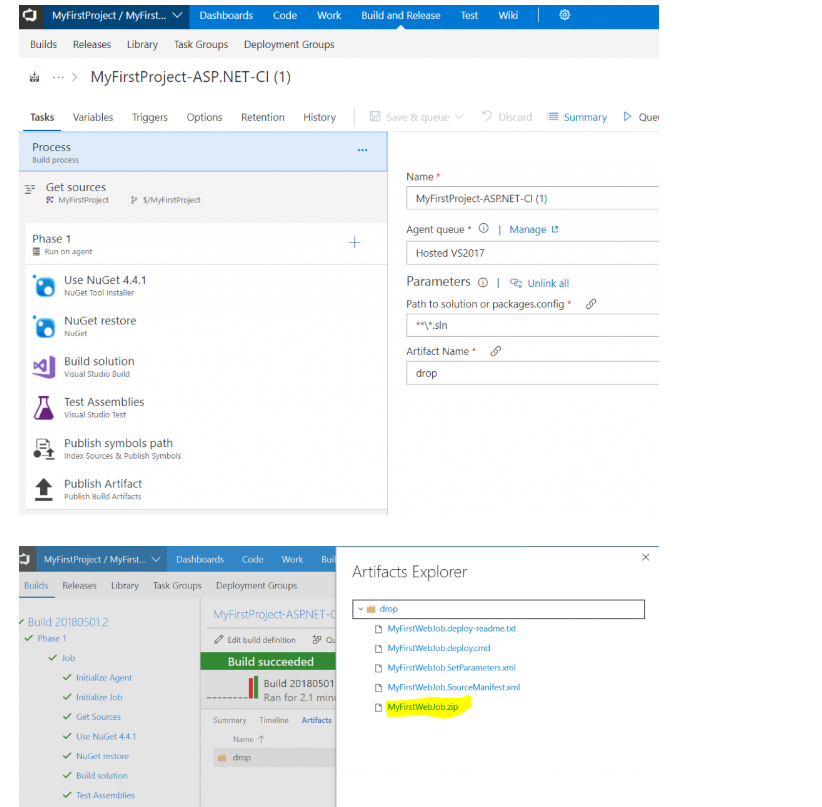 MyFirstProject / MyFirst... Dashboards Code Work Build and Release Test Wiki
Builds Releases Library Task Groups Deployment Groups
... > MyFirstProject-ASP.NET-CI (1)
Tasks Variables Triggers Options Retention History Save & queue Discard Summary
Process ...
Build process
Get sources
MyFirstProject $/MyFirstProject
Phase 1 +
Run on agent
Use NuGet 4.4.1
NuGet Tool Installer
NuGet restore
NuGet
Build solution
Visual Studio Build
Test Assemblies
Visual Studio Test
Publish symbols path
Index Sources & Publish Symbols
Publish Artifact
Publish Build Artifacts
Name *
MyFirstProject-ASP.NET-CI (1)
Agent queue * | Manage
Hosted VS2017
Parameters | Unlink all
Path to solution or packages.config *
**\*.sln
Artifact Name *
drop
MyFirstProject / MyFirst... Dashboards Code Work Buil
Builds Releases Library Task Groups Deployment Groups
Build 20180501.2
Phase 1
Job
Initialize Agent
Initialize Job
Get Sources
Use NuGet 4.4.1
NuGet restore
Build solution
Test Assemblies
MyFirstProject-ASP.NET-C
Edit build definition Qu
Build succeeded
Build 20180501
Ran for 2.1 minu
Summary Timeline Artifacts
Name
drop
Artifacts Explorer
drop
MyFirstWebJob.deploy-readme.txt
MyFirstWebJob.deploy.cmd
MyFirstWebJob.SetParameters.xml
MyFirstWebJob.SourceManifest.xml
MyFirstWebJob.zip